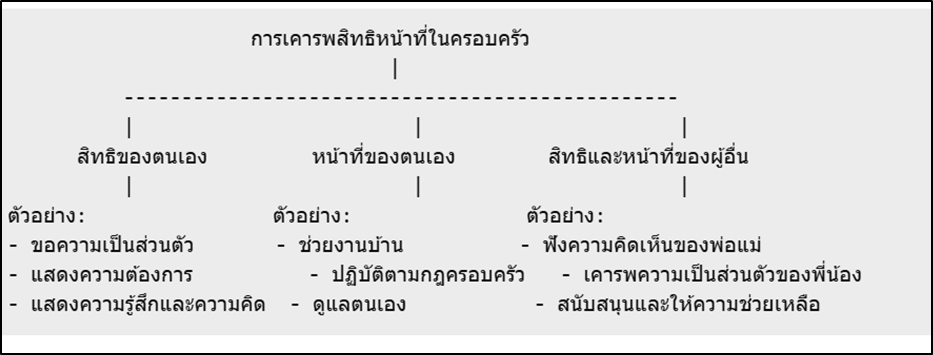 การเคารพสิทธิหน้าที่ในครอบครัว
|
------------------------------------------------
| | |
สิทธิของตนเอง หน้าที่ของตนเอง สิทธิและหน้าที่ของผู้อื่น
| | |
ตัวอย่าง: ตัวอย่าง: ตัวอย่าง:
- ขอความเป็นส่วนตัว - ช่วยงานบ้าน - ฟังความคิดเห็นของพ่อแม่
- แสดงความต้องการ - ปฏิบัติตามกฎครอบครัว - เคารพความเป็นส่วนตัวของพี่น้อง
- แสดงความรู้สึกและความคิด - ดูแลตนเอง - สนับสนุนและให้ความช่วยเหลือ